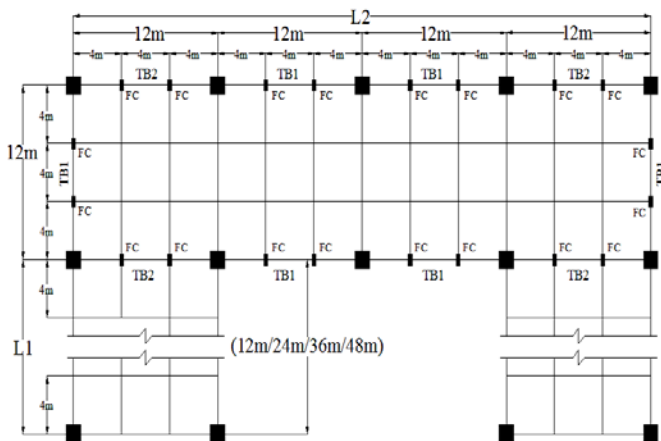 L2
12m 12m 12m 12m
4m 4m 4m 4m 4m 4m 4m 4m 4m 4m 4m 4m
TB2 TB1 TB1 TB2
FC FC FC FC FC FC FC FC
4m
FC FC
12m 4m TB1 TB1
FC FC
4m
FC FC FC FC FC FC FC FC
TB2 TB1 TB1 TB2
4m
L1 (12m/24m/36m/48m)
4m